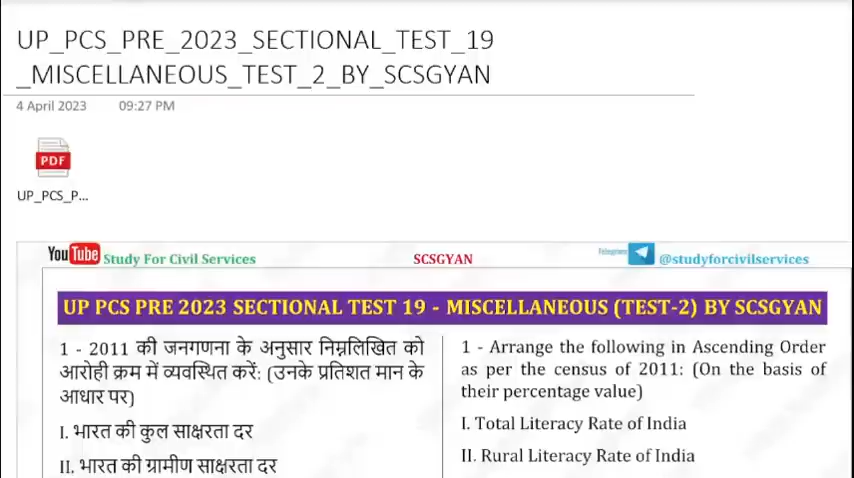 UP_PCS_PRE_2023_SECTIONAL_TEST_19
_MISCELLANEOUS_TEST_2_BY_SCSGYAN
4 April 2023 09:27 PM
PDF
UP_PCS_P...
YouTube Study For Civil Services SCSGYAN Telegram @studyforcivilservices
UP PCS PRE 2023 SECTIONAL TEST 19 - MISCELLANEOUS (TEST-2) BY SCSGYAN
1 - 2011 की जनगणना के अनुसार निम्नलिखित को
आरोही क्रम में व्यवस्थित करें: (उनके प्रतिशत मान के
आधार पर)
I. भारत की कुल साक्षरता दर
II. भारत की ग्रामीण साक्षरता दर
1 - Arrange the following in Ascending Order
as per the census of 2011: (On the basis of
their percentage value)
I. Total Literacy Rate of India
II. Rural Literacy Rate of India